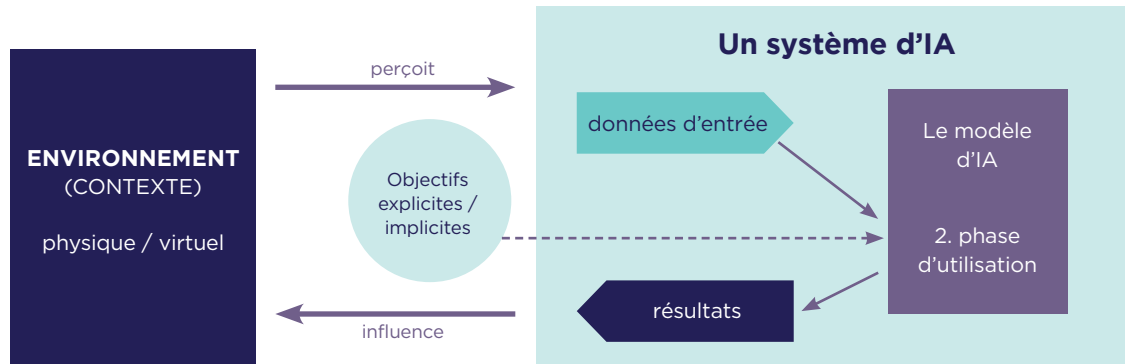 Un système d’IA
perçoit
données d’entrée
Le modèle
d’IA
ENVIRONNEMENT
(CONTEXTE)
physique / virtuel
Objectifs
explicites /
implicites
2. phase
d’utilisation
résultats
influence